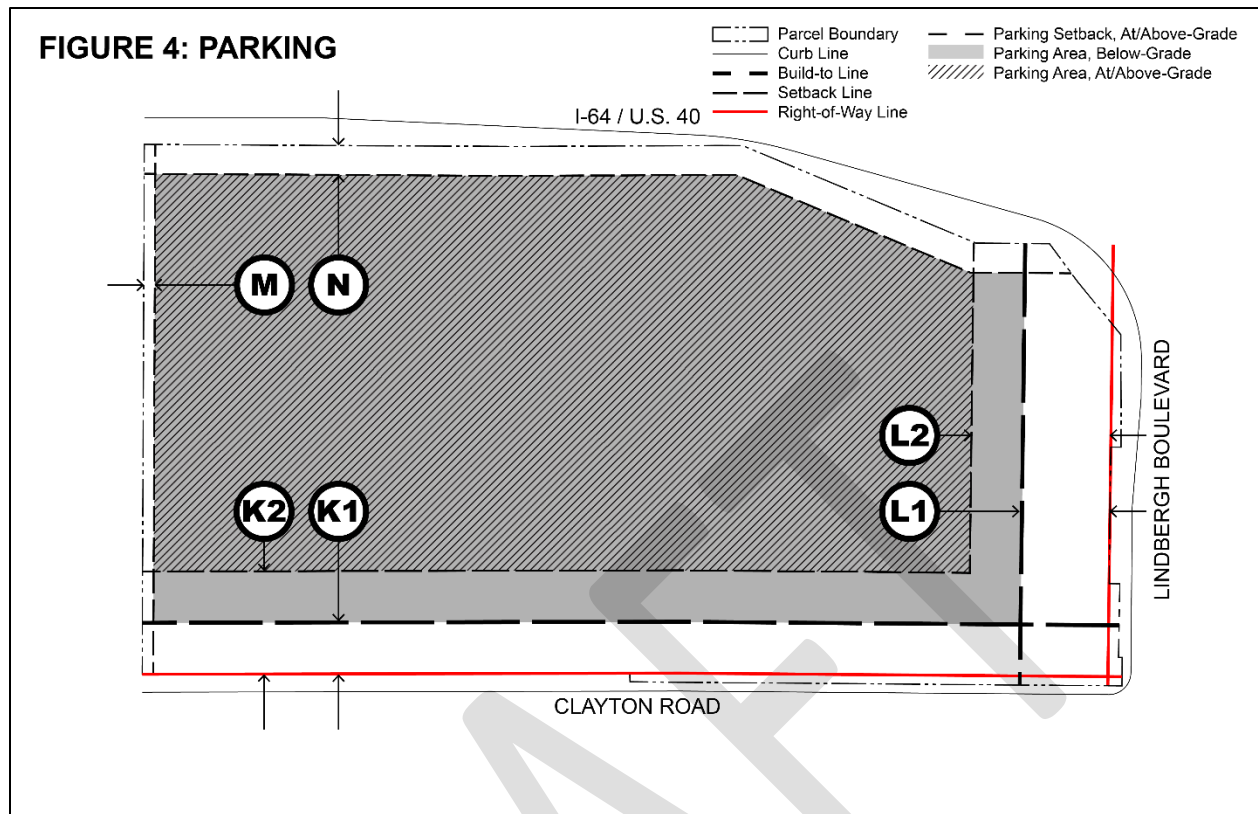 FIGURE 4: PARKING
Parcel Boundary
Curb Line
Build-to Line
Setback Line
Right-of-Way Line
Parking Setback, At/Above-Grade
Parking Area, Below-Grade
Parking Area, At/Above-Grade
I-64 / U.S. 40
M
N
L2
K2
K1
L1
LINDBERGH BOULEVARD
CLAYTON ROAD